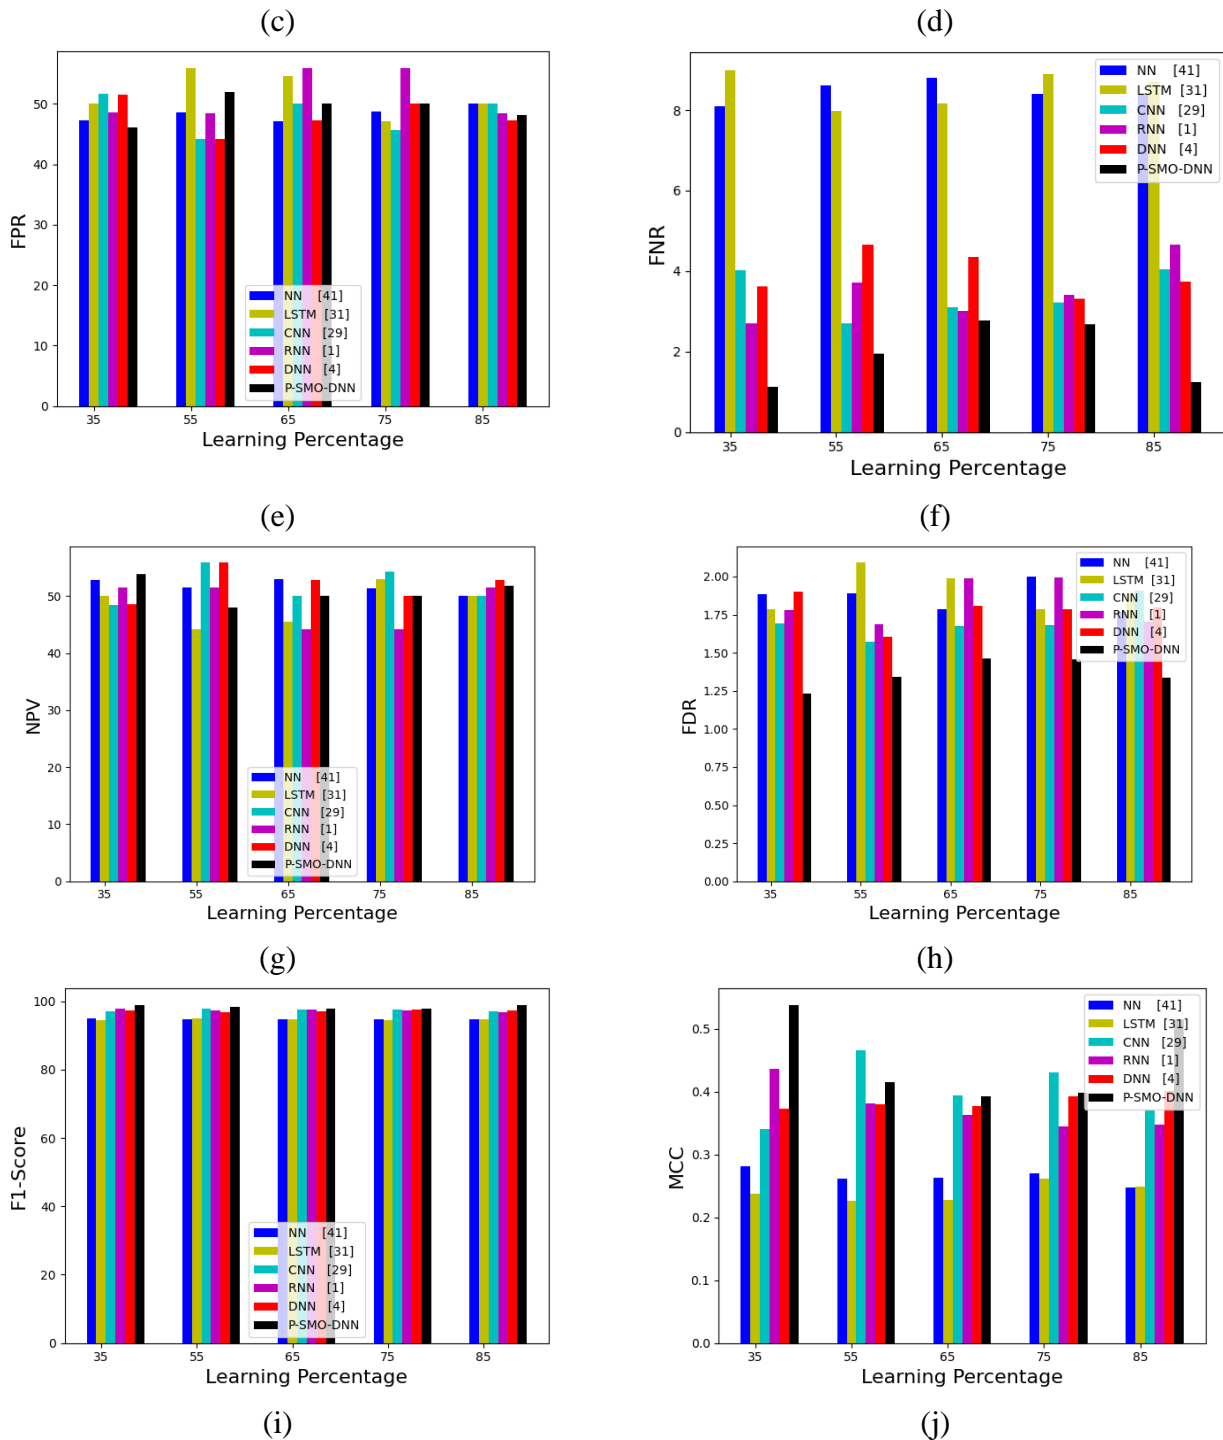 (c)
(d)
50
40
30
20
10
0
FPR
NN [41]
LSTM [31]
CNN [29]
RNN [1]
DNN [4]
P-SMO-DNN
35 55 65 75 85
Learning Percentage
8
6
4
2
0
FNR
NN [41]
LSTM [31]
CNN [29]
RNN [1]
DNN [4]
P-SMO-DNN
35 55 65 75 85
Learning Percentage
(e)
(f)
50
40
30
20
10
0
NPV
NN [41]
LSTM [31]
CNN [29]
RNN [1]
DNN [4]
P-SMO-DNN
35 55 65 75 85
Learning Percentage
2.00
1.75
1.50
1.25
1.00
0.75
0.50
0.25
0.00
FDR
NN [41]
LSTM [31]
CNN [29]
RNN [1]
DNN [4]
P-SMO-DNN
35 55 65 75 85
Learning Percentage
(g)
(h)
100
80
60
40
20
0
F1-Score
NN [41]
LSTM [31]
CNN [29]
RNN [1]
DNN [4]
P-SMO-DNN
35 55 65 75 85
Learning Percentage
0.5
0.4
0.3
0.2
0.1
0.0
MCC
NN [41]
LSTM [31]
CNN [29]
RNN [1]
DNN [4]
P-SMO-DNN
35 55 65 75 85
Learning Percentage
(i)
(j)